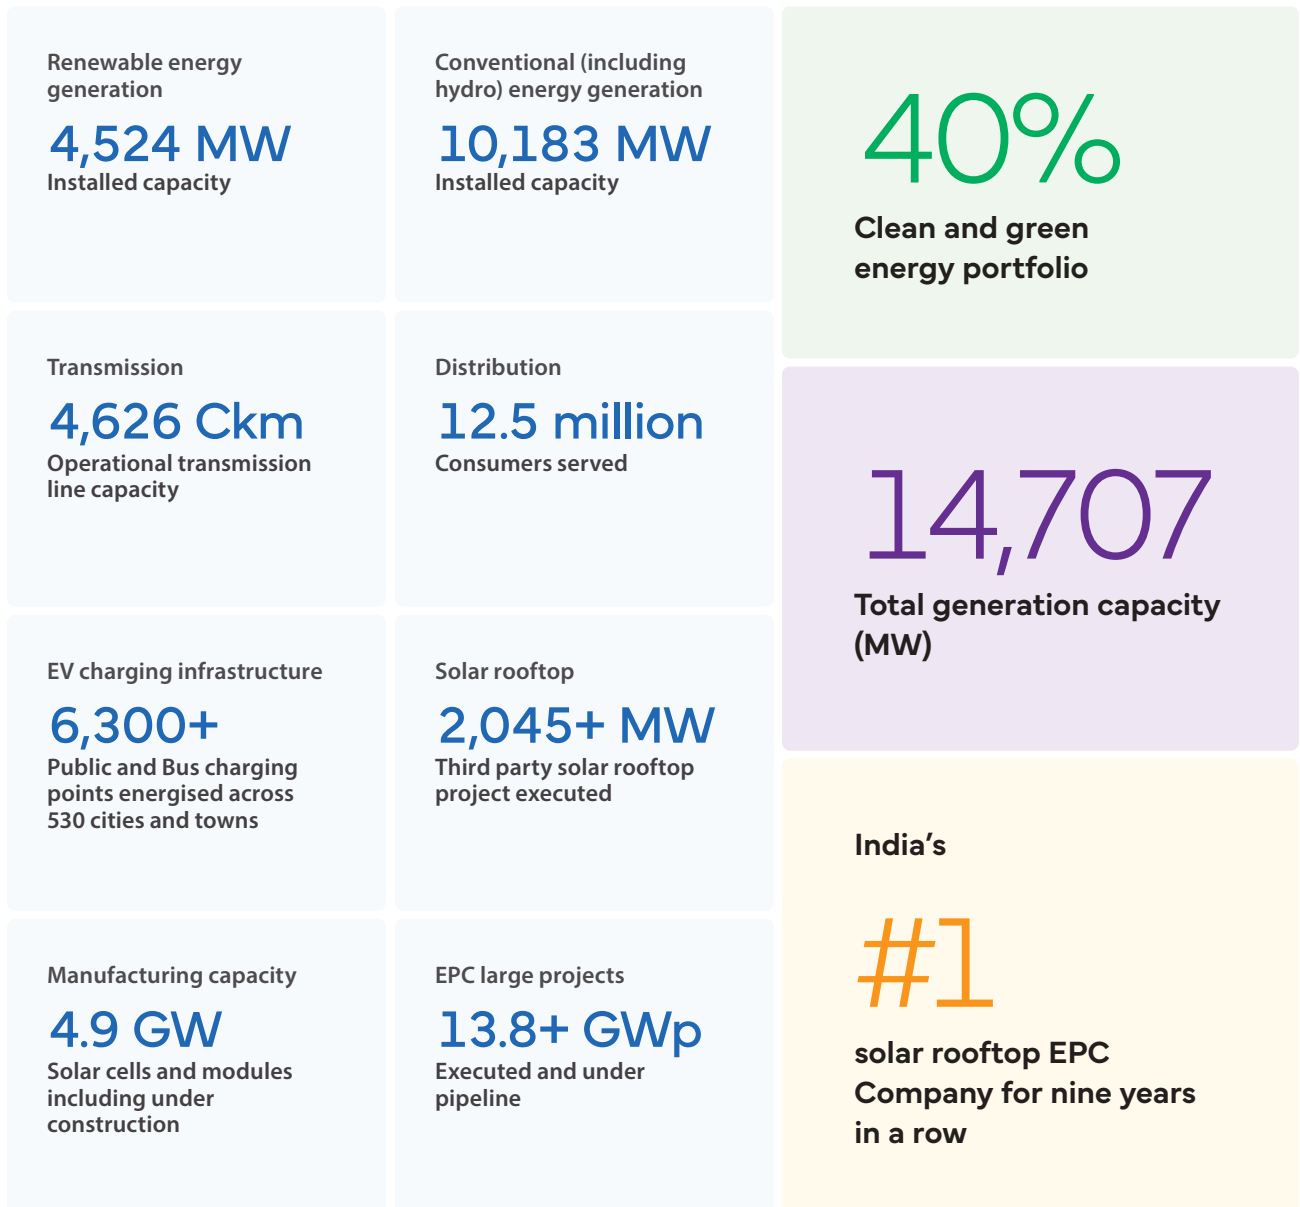 Renewable energy
generation
4,524 MW
Installed capacity
Conventional (including
hydro) energy generation
10,183 MW
Installed capacity
40%
Clean and green
energy portfolio
Transmission
4,626 Ckm
Operational transmission
line capacity
Distribution
12.5 million
Consumers served
14,707
Total generation capacity
(MW)
EV charging infrastructure
6,300+
Public and Bus charging
points energised across
530 cities and towns
Solar rooftop
2,045+ MW
Third party solar rooftop
project executed
India’s
#1
solar rooftop EPC
Company for nine years
in a row
Manufacturing capacity
4.9 GW
Solar cells and modules
including under
construction
EPC large projects
13.8+ GWp
Executed and under
pipeline